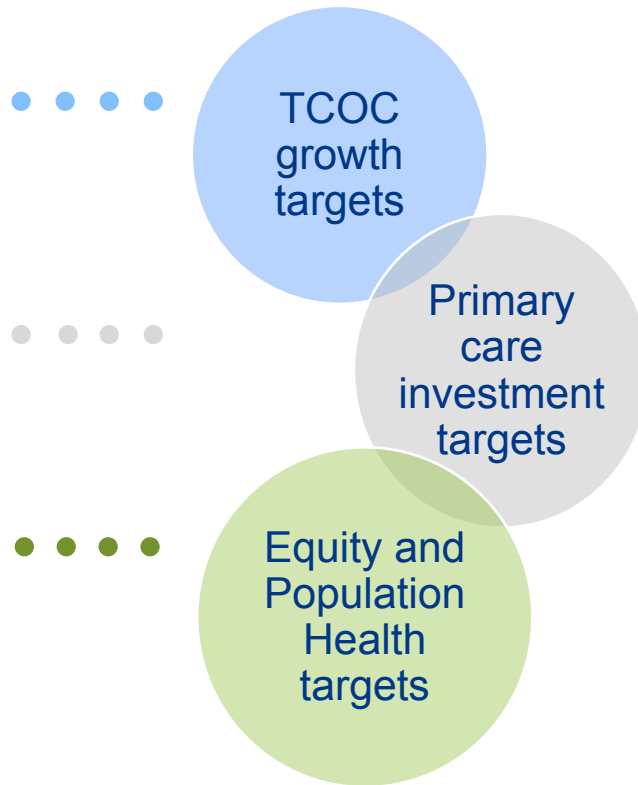 TCOC
growth
targets
Primary
care
investment
targets
Equity and
Population
Health
targets